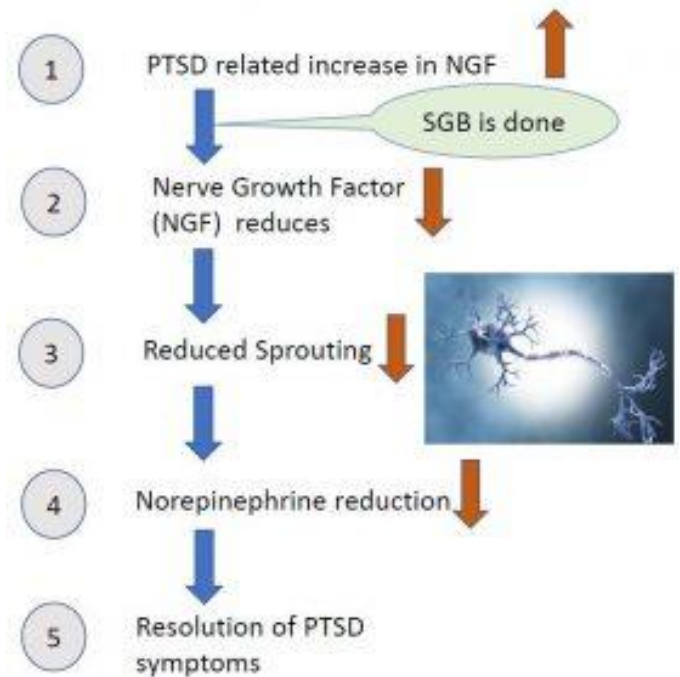 1
PTSD related increase in NGF
SGB is done
2
Nerve Growth Factor
(NGF) reduces
3
Reduced Sprouting
4
Norepinephrine reduction
5
Resolution of PTSD
symptoms